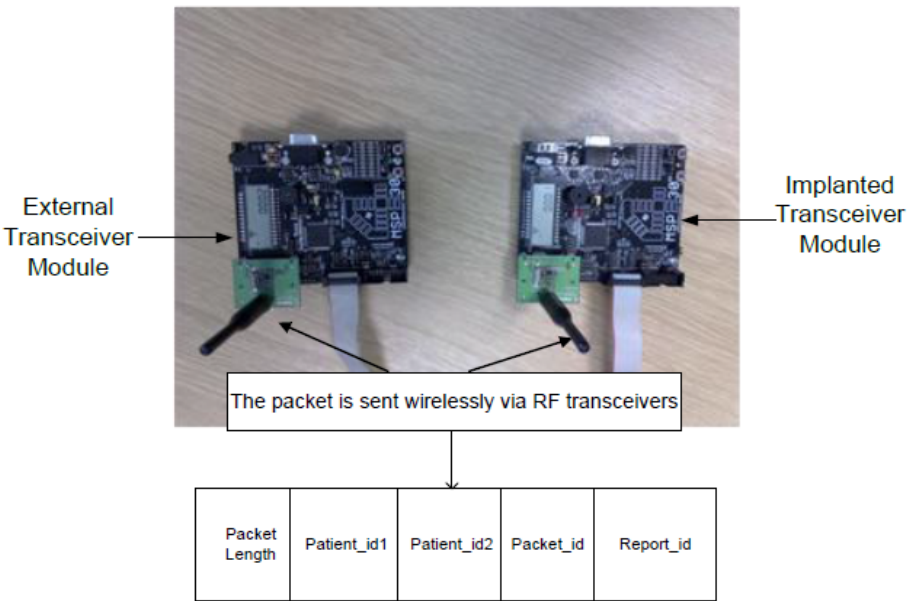 External
Transceiver
Module
Implanted
Transceiver
Module
The packet is sent wirelessly via RF transceivers
Packet
Length
Patient_id1
Patient_id2
Packet_id
Report_id